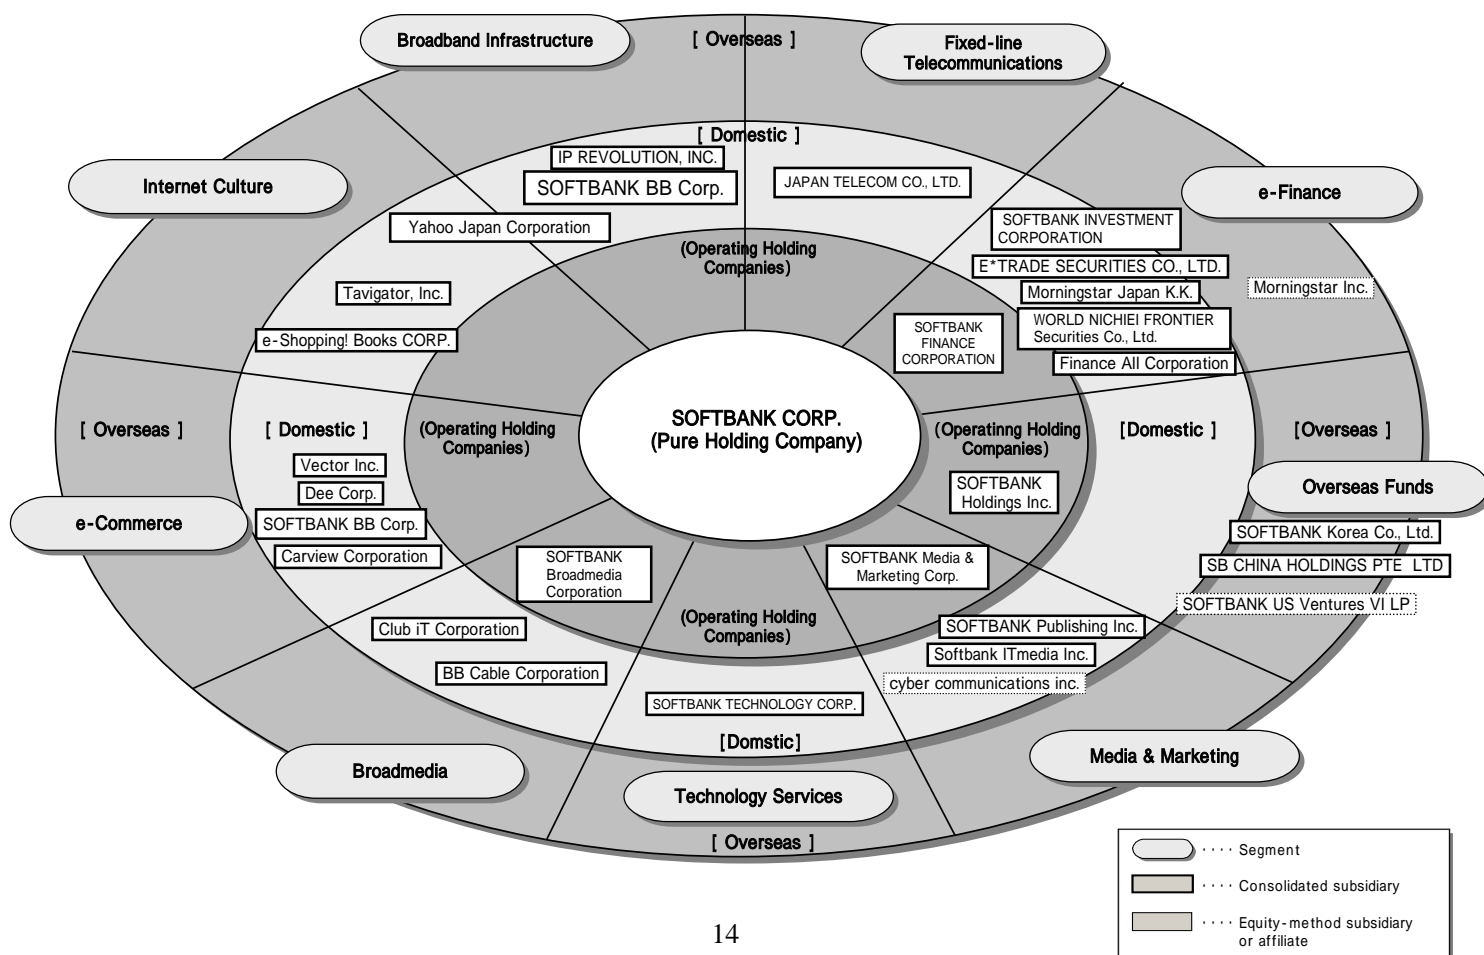 Broadband Infrastructure
[ Overseas ]
Fixed-line
Telecommunications
[ Domestic ]
IP REVOLUTION, INC.
SOFTBANK BB Corp.
JAPAN TELECOM CO., LTD.
Internet Culture
e-Finance
Yahoo Japan Corporation
SOFTBANK INVESTMENT
CORPORATION
(Operating Holding
Companies)
E*TRADE SECURITIES CO., LTD.
Morningstar Inc.
Tavigator, Inc.
Morningstar Japan K.K.
SOFTBANK
FINANCE
CORPORATION
WORLD NICHIEI FRONTIER
Securities Co., Ltd.
e-Shopping! Books CORP.
Finance All Corporation
SOFTBANK CORP.
(Pure Holding Company)
[ Overseas ]
[ Domestic ]
(Operating Holding
Companies)
(Operatinng Holding
Companies)
[Domestic ]
[Overseas ]
Vector Inc.
Dee Corp.
SOFTBANK BB Corp.
Carview Corporation
e-Commerce
SOFTBANK
Holdings Inc.
Overseas Funds
SOFTBANK Korea Co., Ltd.
SB CHINA HOLDINGS PTE LTD
SOFTBANK US Ventures VI LP
SOFTBANK
Broadmedia
Corporation
SOFTBANK Media &
Marketing Corp.
(Operating Holding
Companies)
Club iT Corporation
BB Cable Corporation
SOFTBANK Publishing Inc.
Softbank ITmedia Inc.
cyber communications inc.
SOFTBANK TECHNOLOGY CORP.
[Domstic]
Broadmedia
Technology Services
Media & Marketing
[ Overseas ]
···· Segment
···· Consolidated subsidiary
···· Equity-method subsidiary
or affiliate
14